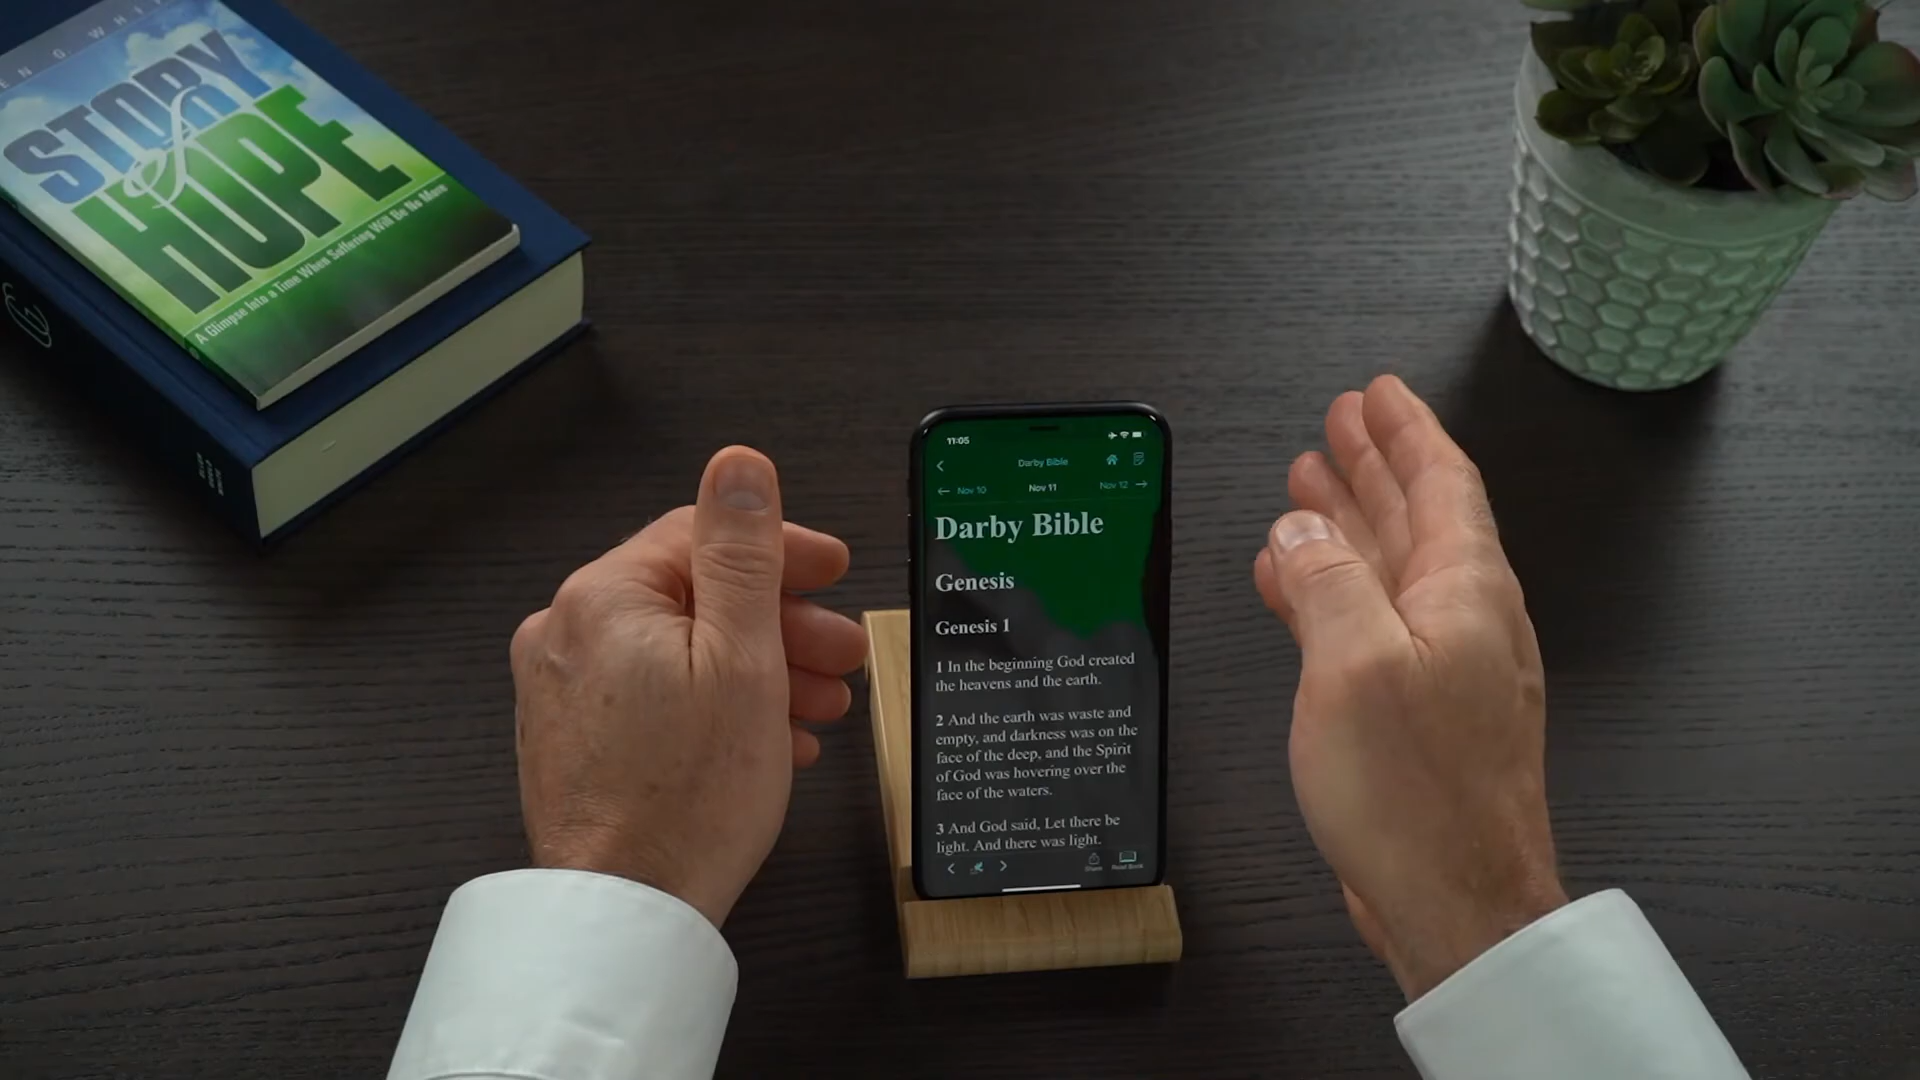 STORY
of
HOPE
A Glimpse Into a Time When Suffering Will Be No More
11:05
Darby Bible
Nov 10
Nov 11
Nov 12
Darby Bible
Genesis
Genesis 1
1 In the beginning God created
the heavens and the earth.
2 And the earth was waste and
empty, and darkness was on the
face of the deep, and the Spirit
of God was hovering over the
face of the waters.
3 And God said, Let there be
light. And there was light.
Share
Read Book